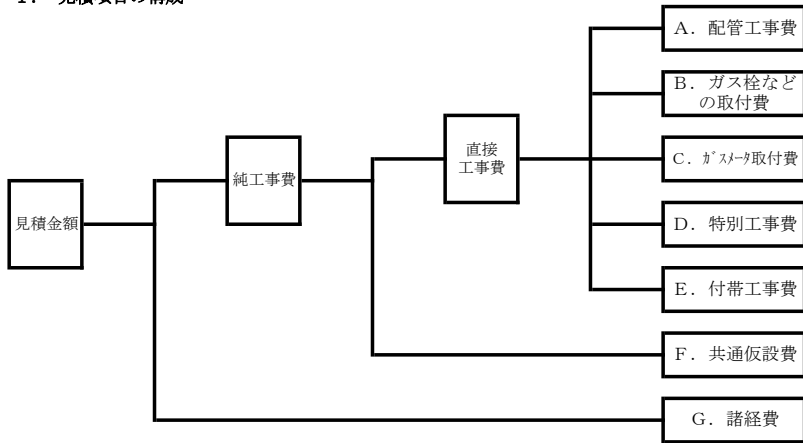 A．配管工事費
B．ガス栓など
の取付費
直接
工事費
C．ｶﾞｽﾒｰﾀ取付費
純工事費
見積金額
D．特別工事費
E．付帯工事費
F．共通仮設費
G．諸経費